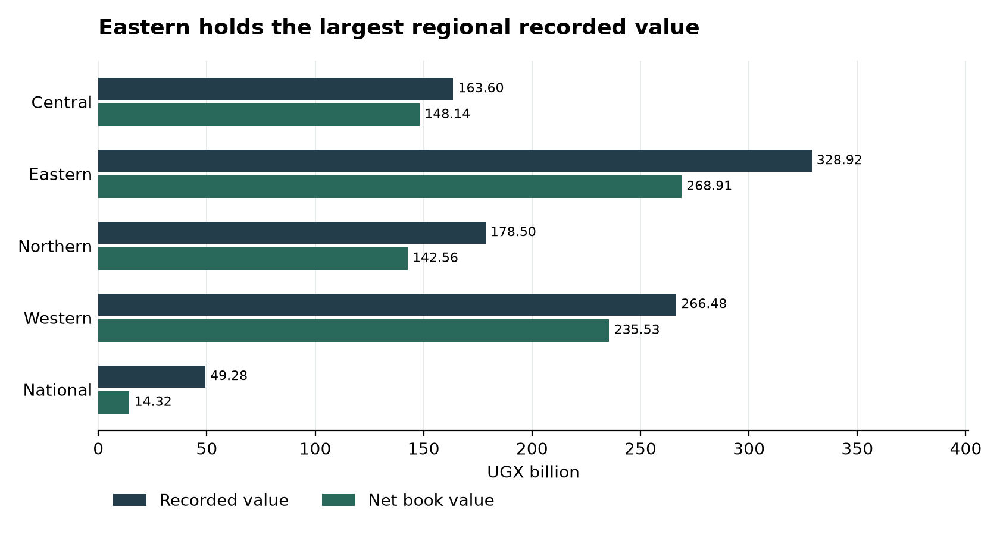 Eastern holds the largest regional recorded value
Central
163.60
148.14
Eastern
328.92
268.91
Northern
178.50
142.56
Western
266.48
235.53
National
49.28
14.32
0 50 100 150 200 250 300 350 400
UGX billion
Recorded value Net book value